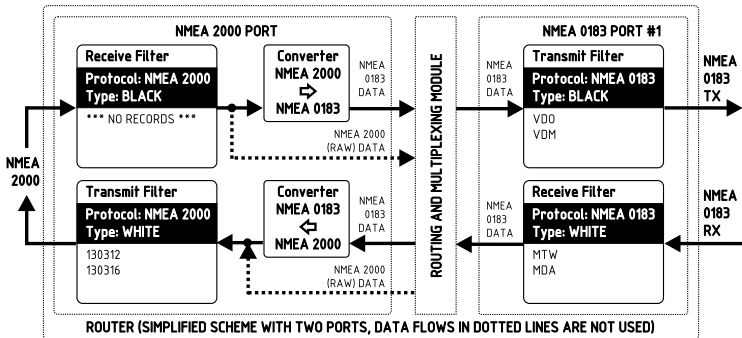 NMEA 2000 PORT
NMEA 0183 PORT #1
NMEA
2000
Receive Filter
Protocol: NMEA 2000
Type: BLACK
*** NO RECORDS ***
Converter
NMEA 2000
⇨
NMEA 0183
NMEA
0183
DATA
NMEA 2000
(RAW) DATA
Transmit Filter
Protocol: NMEA 2000
Type: WHITE
130312
130316
Converter
NMEA 0183
⇦
NMEA 2000
NMEA
0183
DATA
NMEA 2000
(RAW) DATA
ROUTING AND MULTIPLEXING MODULE
NMEA
0183
DATA
Transmit Filter
Protocol: NMEA 0183
Type: BLACK
VDO
VDM
NMEA
0183
TX
NMEA
0183
DATA
Receive Filter
Protocol: NMEA 0183
Type: WHITE
MTW
MDA
NMEA
0183
RX
ROUTER (SIMPLIFIED SCHEME WITH TWO PORTS, DATA FLOWS IN DOTTED LINES ARE NOT USED)